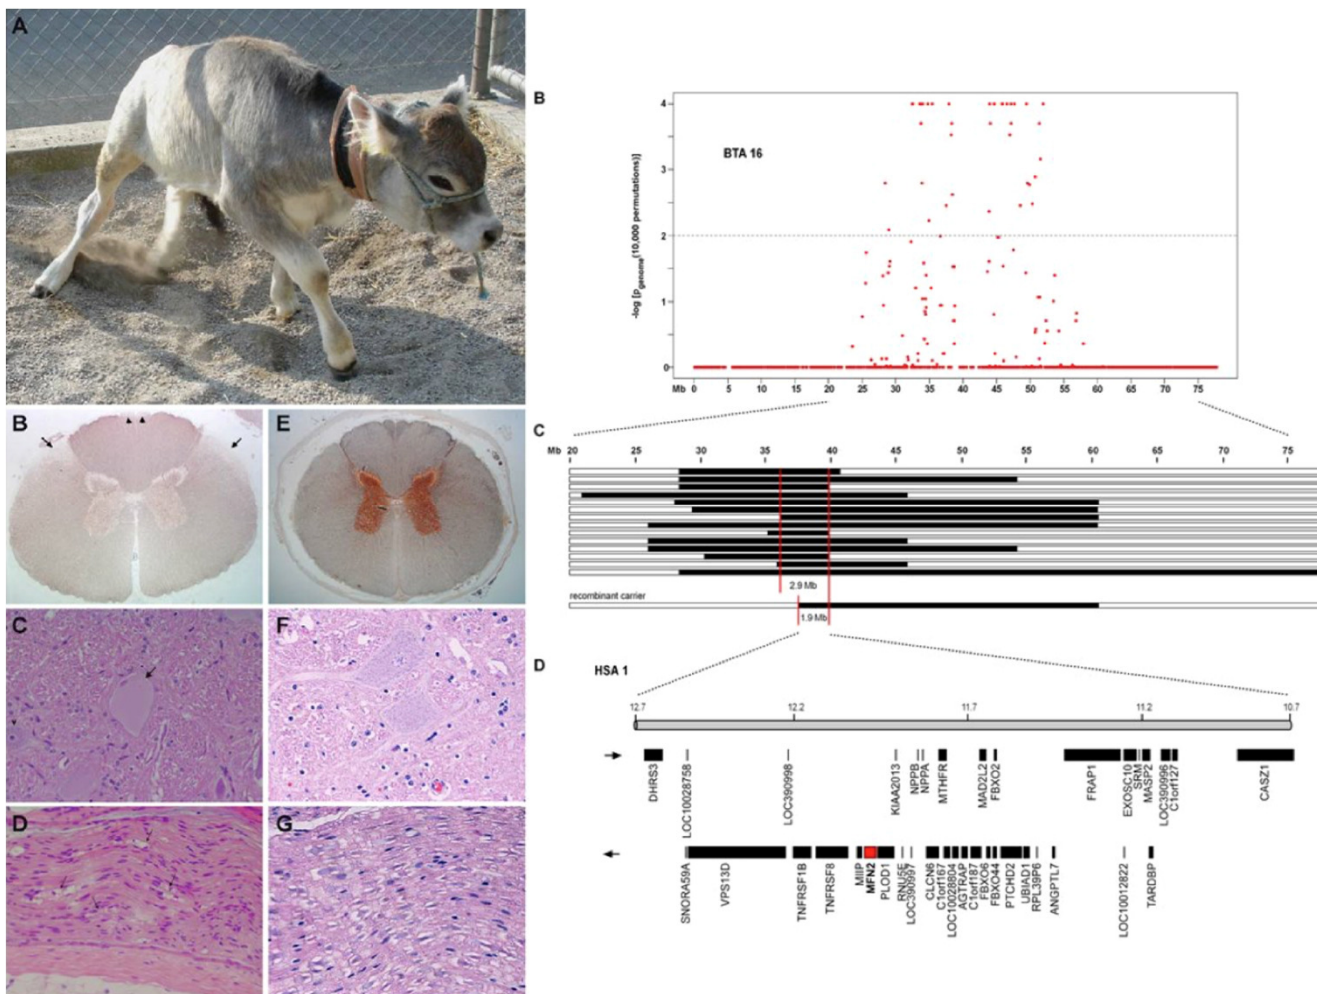 A
B
E
C
F
D
G
B
BTA 16
-log [Pgenome(10,000 permutations)]
4
3
2
1
0
Mb 0 5 10 15 20 25 30 35 40 45 50 55 60 65 70 75
C
Mb 20 25 30 35 40 45 50 55 60 65 70 75
2.9 Mb
recombinant carrier
1.9 Mb
D
HSA 1
12.7 12.2 11.7 11.2 10.7
DHRS3
LOC10028758
LOC390998
KIAA2013
NPPB
NPPA
MTHFR
MAD2L2
FBXO2
FRAP1
EXOSC10
SRM
MASP2
LOC390996
C1orf127
CASZ1
SNORA59A
VPS13D
TNFRSF1B
TNFRSF8
MIIP
MFN2
PLOD1
RNU5E
LOC390997
CLCN6
C1orf167
LOC10028804
AGTRAP
C1orf187
FBXO6
FBXO44
PTCHD2
UBIAD1
RPL39P6
ANGPTL7
LOC10012822
TARDBP